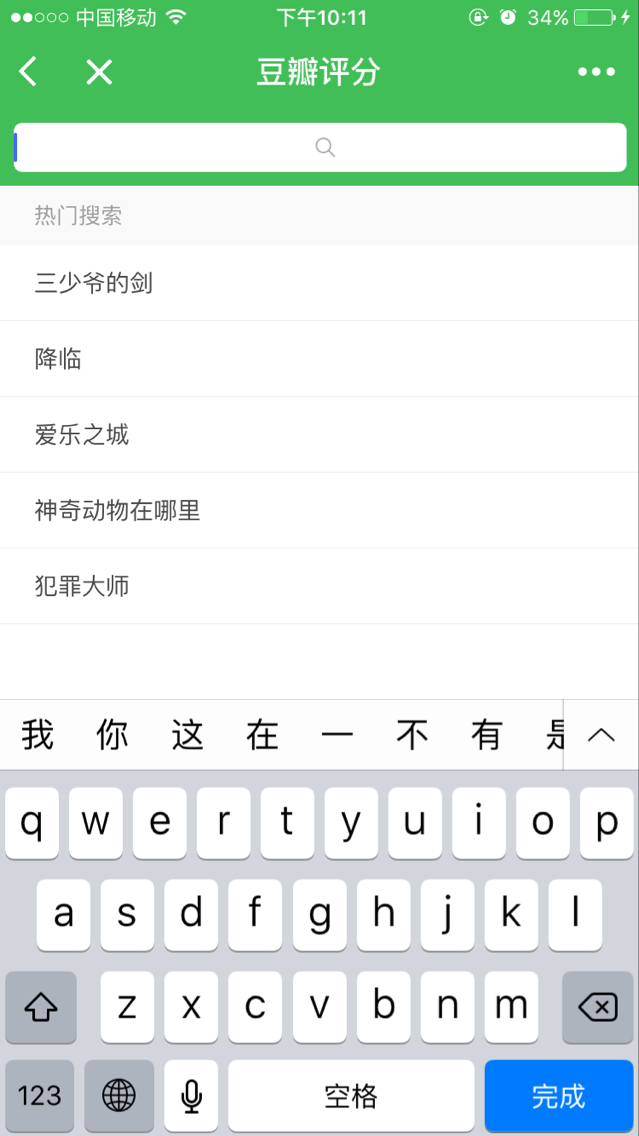 中国移动 下午10:11 34%
豆瓣评分
热门搜索
三少爷的剑
降临
爱乐之城
神奇动物在哪里
犯罪大师
我 你 这 在 一 不 有 是
q w e r t y u i o p
a s d f g h j k l
z x c v b n m
123 空格 完成